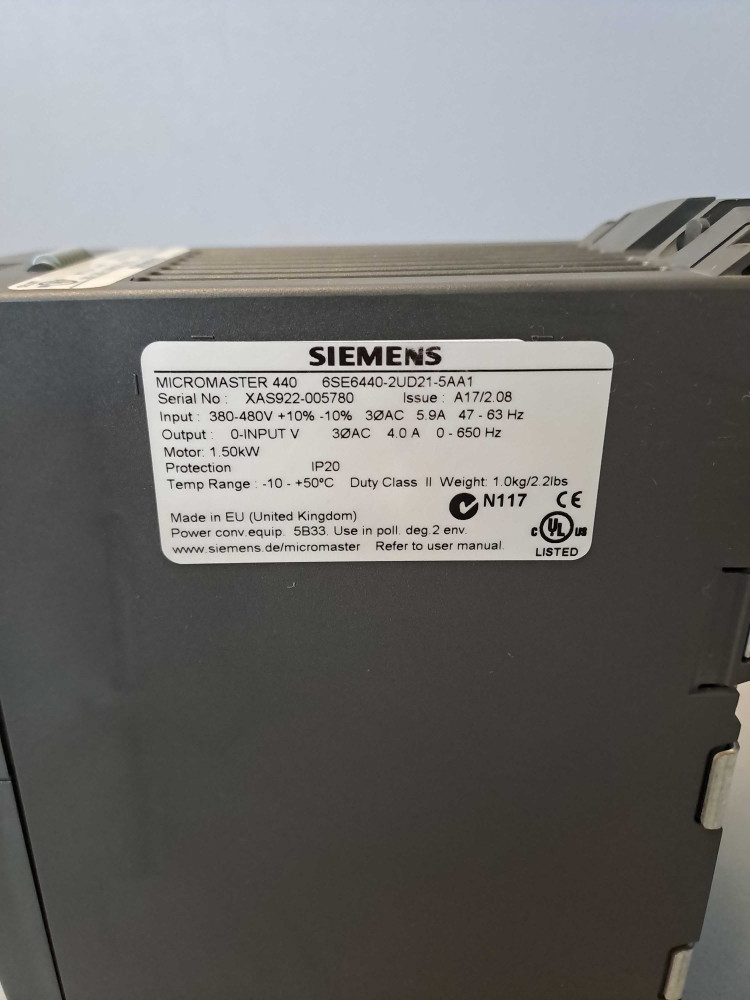 SIEMENS
MICROMASTER 440 6SE6440-2UD21-5AA1
Serial No : XAS922-005780 Issue : A17/2.08
Input : 380-480V +10% -10% 3ØAC 5.9A 47 - 63 Hz
Output : 0-INPUT V 3ØAC 4.0 A 0 - 650 Hz
Motor: 1.50kW
Protection IP20
Temp Range : -10 - +50°C Duty Class II Weight: 1.0kg/2.2lbs
N117 CE
Made in EU (United Kingdom)
Power conv.equip. 5B33. Use in poll. deg.2 env. C UL US
www.siemens.de/micromaster Refer to user manual. LISTED